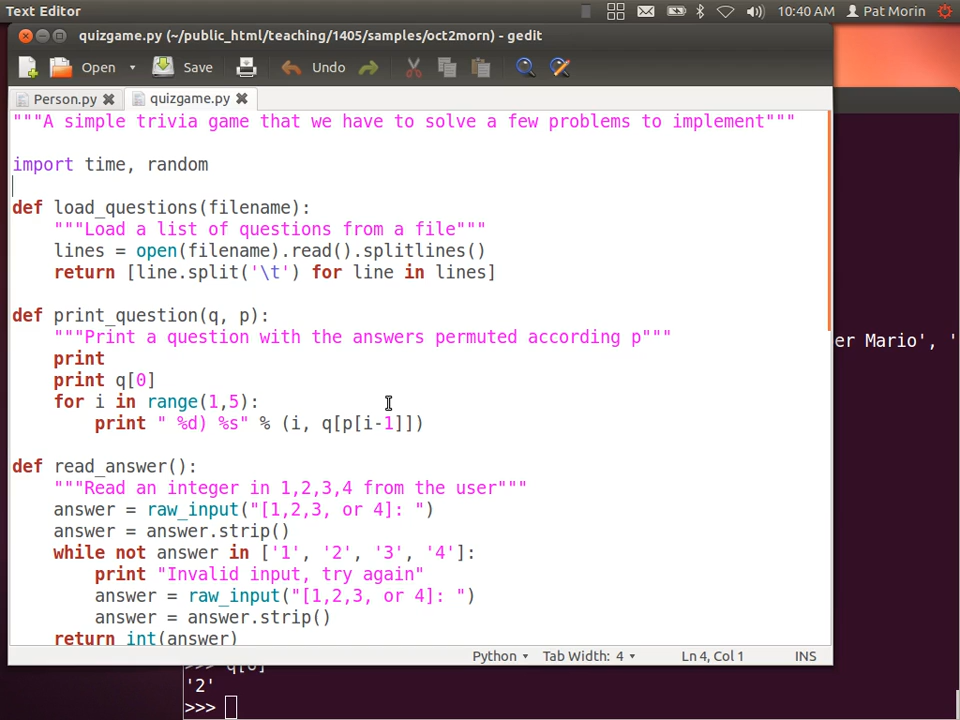 Text Editor
10:40 AM Pat Morin
quizgame.py (~/public_html/teaching/1405/samples/oct2morn) - gedit
Open Save Undo
Person.py quizgame.py
"""A simple trivia game that we have to solve a few problems to implement"""
import time, random
def load_questions(filename):
    """Load a list of questions from a file"""
    lines = open(filename).read().splitlines()
    return [line.split('\t') for line in lines]
def print_question(q, p):
    """Print a question with the answers permuted according p"""
    print
    print q[0]
    for i in range(1,5):
        print " %d) %s" % (i, q[p[i-1]])
def read_answer():
    """Read an integer in 1,2,3,4 from the user"""
    answer = raw_input("[1,2,3, or 4]: ")
    answer = answer.strip()
    while not answer in ['1', '2', '3', '4']:
        print "Invalid input, try again"
        answer = raw_input("[1,2,3, or 4]: ")
        answer = answer.strip()
    return int(answer)
Python Tab Width: 4 Ln 4, Col 1 INS
er Mario', '
'2'
>>>